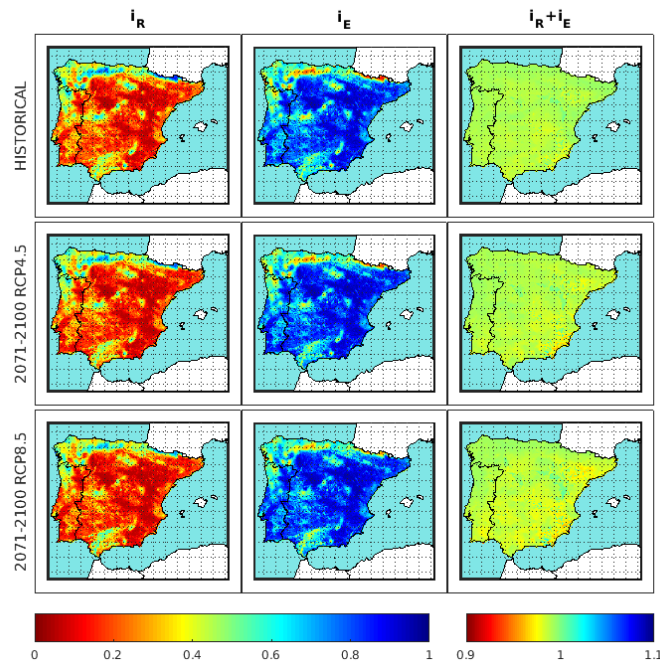 i_R i_E i_R+i_E
HISTORICAL
2071-2100 RCP4.5
2071-2100 RCP8.5
0 0.2 0.4 0.6 0.8 1
0.9 1 1.1